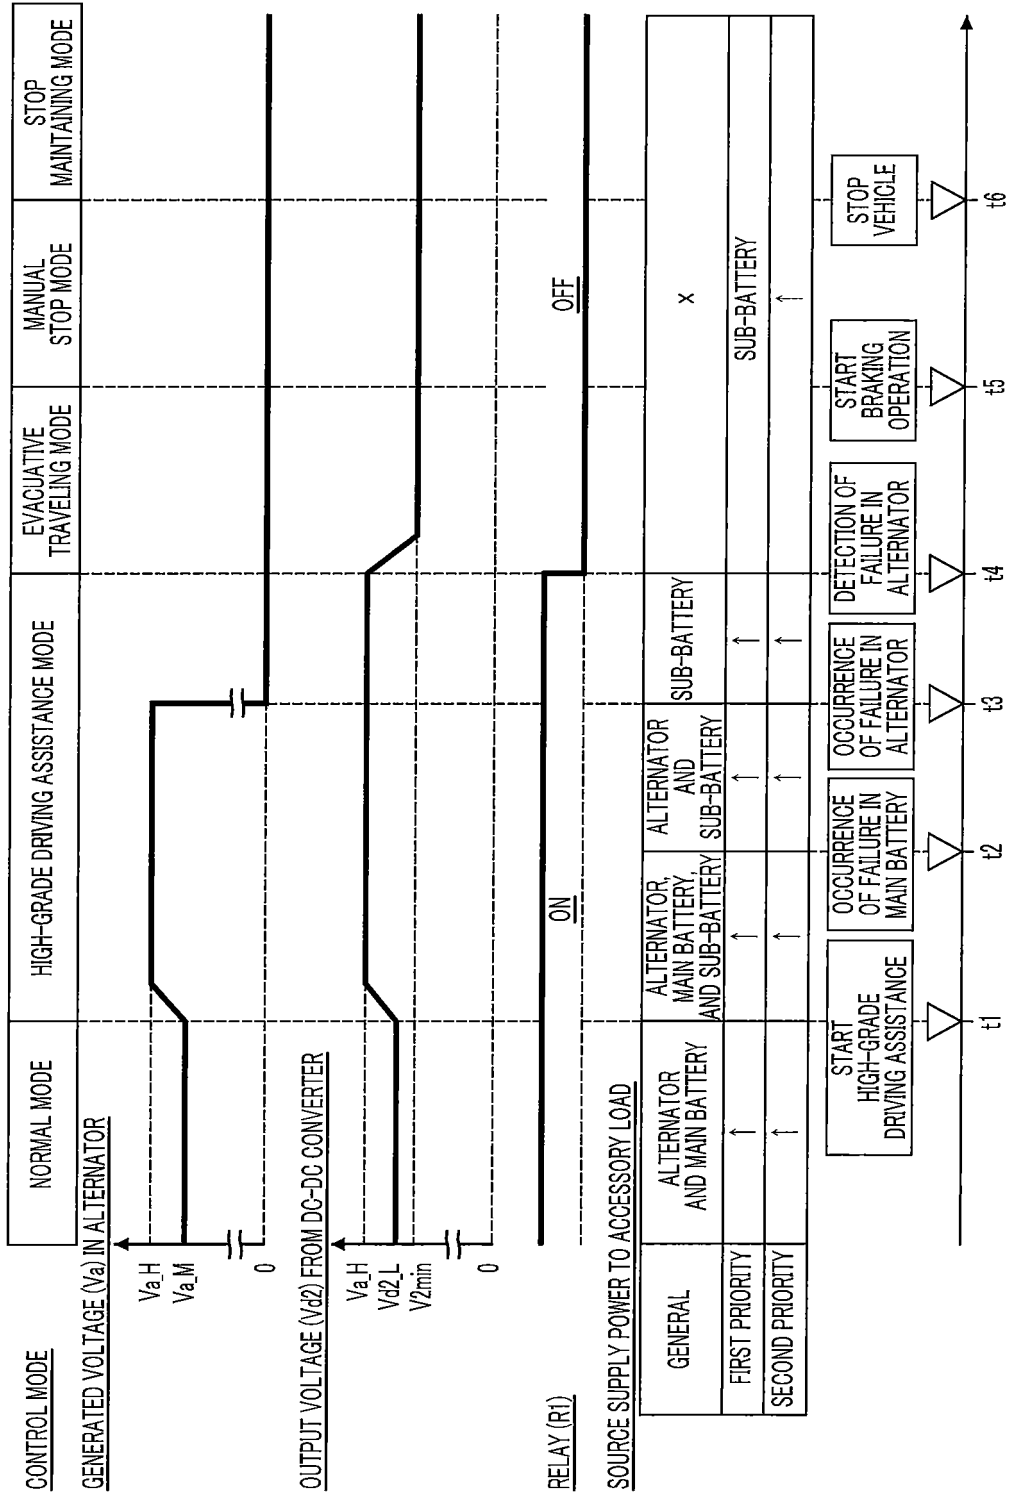 CONTROL MODE
NORMAL MODE
HIGH-GRADE DRIVING ASSISTANCE MODE
EVACUATIVE
TRAVELING MODE
MANUAL
STOP MODE
STOP
MAINTAINING MODE
GENERATED VOLTAGE (Va) IN ALTERNATOR
Va_H
Va_M
0
OUTPUT VOLTAGE (Vd2) FROM DC-DC CONVERTER
Va_H
Vd2_L
V2min
0
RELAY (R1)
ON
OFF
SOURCE SUPPLY POWER TO ACCESSORY LOAD
GENERAL
ALTERNATOR
AND MAIN BATTERY
ALTERNATOR,
MAIN BATTERY,
AND SUB-BATTERY
ALTERNATOR
AND
SUB-BATTERY
SUB-BATTERY
x
FIRST PRIORITY
↑
↑
↑
↑
SUB-BATTERY
SECOND PRIORITY
↑
↑
↑
↑
↑
START
HIGH-GRADE
DRIVING ASSISTANCE
OCCURRENCE
OF FAILURE IN
MAIN BATTERY
OCCURRENCE
OF FAILURE IN
ALTERNATOR
DETECTION OF
FAILURE IN
ALTERNATOR
START
BRAKING
OPERATION
STOP
VEHICLE
t1
t2
t3
t4
t5
t6